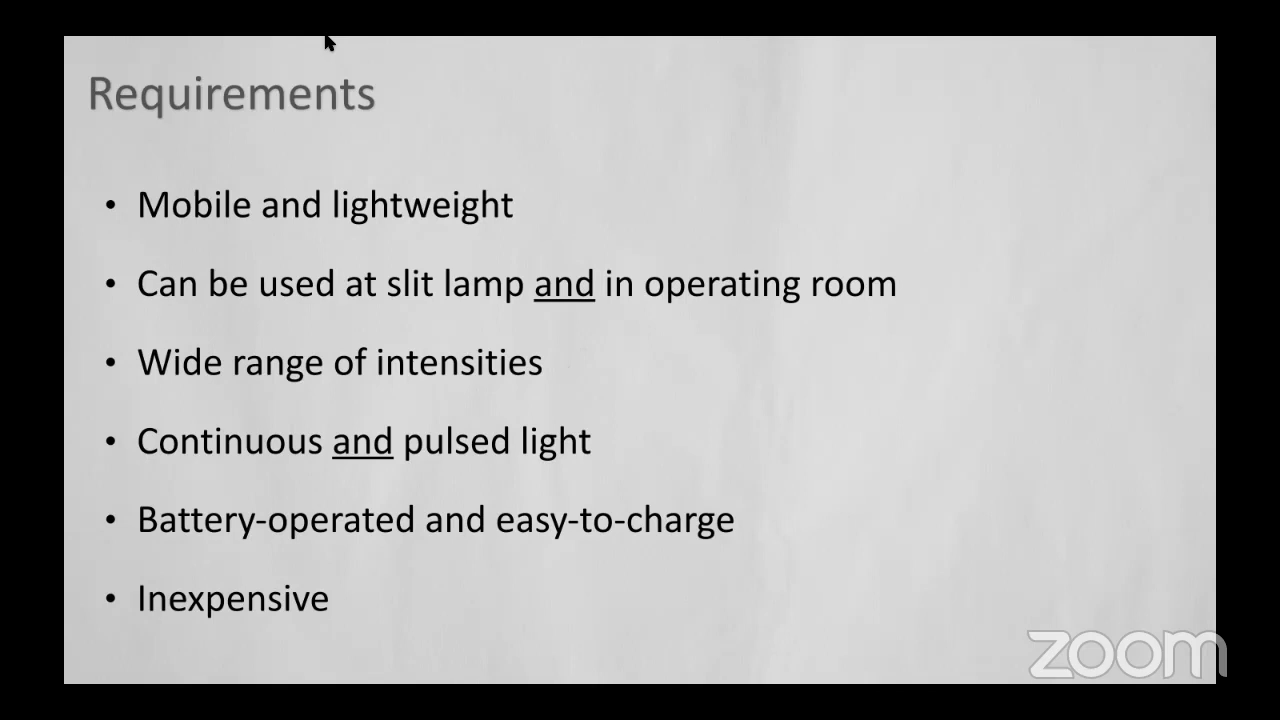 Requirements
• Mobile and lightweight
• Can be used at slit lamp and in operating room
• Wide range of intensities
• Continuous and pulsed light
• Battery-operated and easy-to-charge
• Inexpensive
zoom